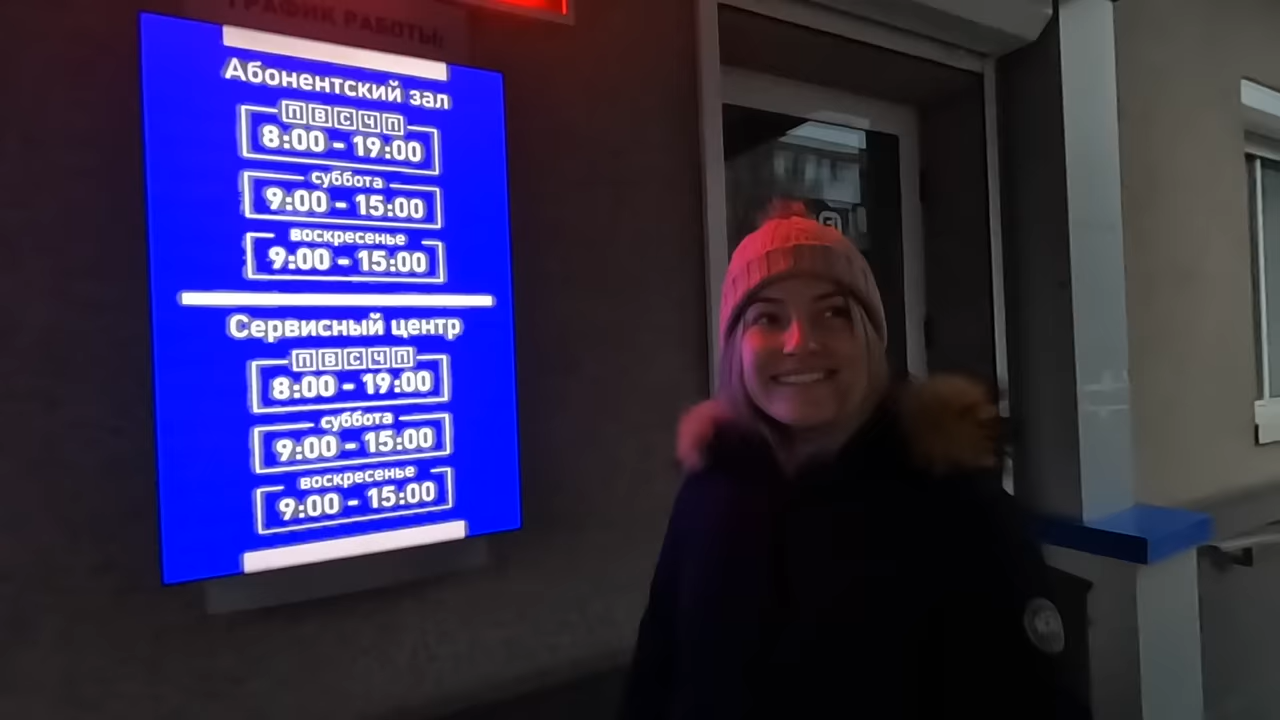 ГРАФИК РАБОТЫ:
Абонентский зал
П В С Ч П
8:00 - 19:00
суббота
9:00 - 15:00
воскресенье
9:00 - 15:00
Сервисный центр
П В С Ч П
8:00 - 19:00
суббота
9:00 - 15:00
воскресенье
9:00 - 15:00